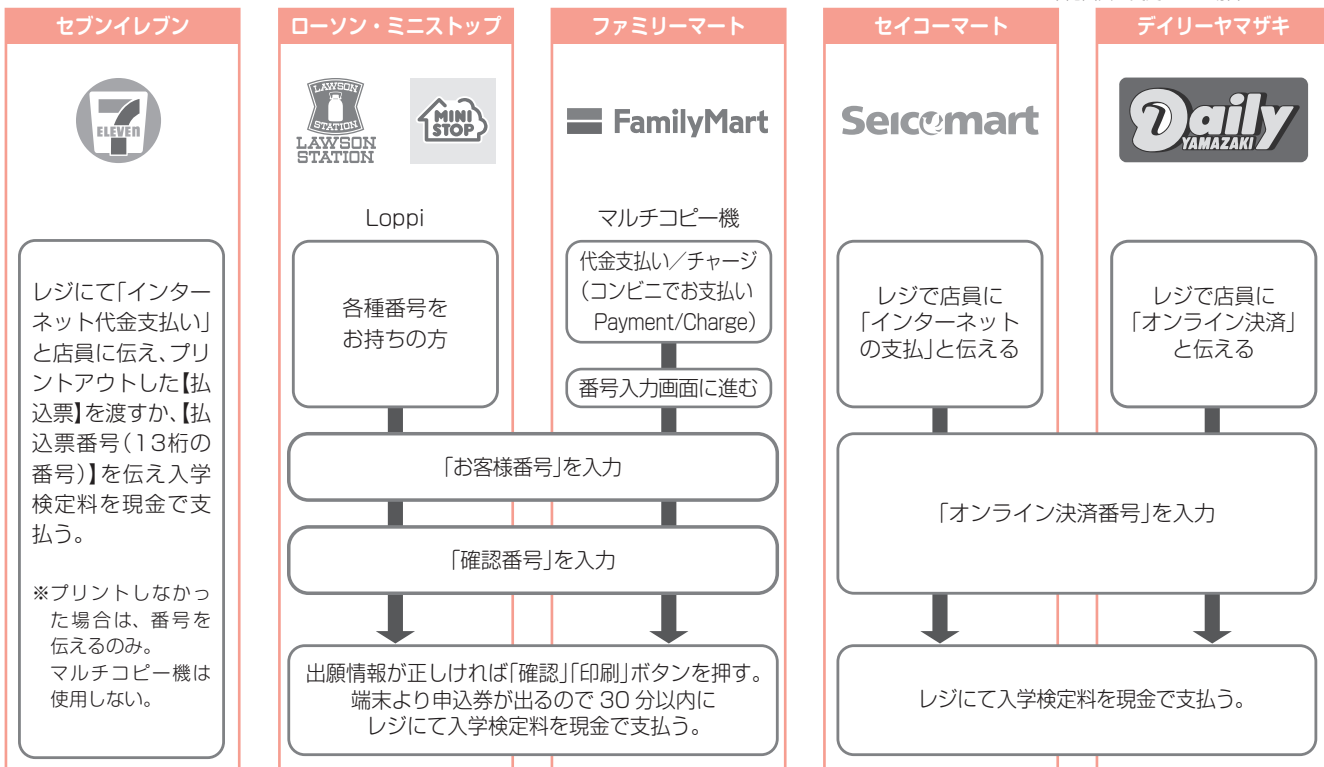 セブンイレブン
ローソン・ミニストップ
ファミリーマート
セイコーマート
デイリーヤマザキ
7
ELEVEn
LAWSON
STATION
LAWSON
STATION
MINI
STOP
FamilyMart
Seicomart
Daily
YAMAZAKI
レジにて「インター
ネット代金支払い」
と店員に伝え、プリ
ントアウトした【払
込票】を渡すか、【払
込票番号(13桁の
番号)】を伝え入学
検定料を現金で支
払う。
※プリントしなかっ
た場合は、番号を
伝えるのみ。
マルチコピー機は
使用しない。
Loppi
各種番号を
お持ちの方
マルチコピー機
代金支払い/チャージ
(コンビニでお支払い
Payment/Charge)
番号入力画面に進む
「お客様番号」を入力
「確認番号」を入力
出願情報が正しければ「確認」「印刷」ボタンを押す。
端末より申込券が出るので 30 分以内に
レジにて入学検定料を現金で支払う。
レジで店員に
「インターネット
の支払」と伝える
レジで店員に
「オンライン決済」
と伝える
「オンライン決済番号」を入力
レジにて入学検定料を現金で支払う。